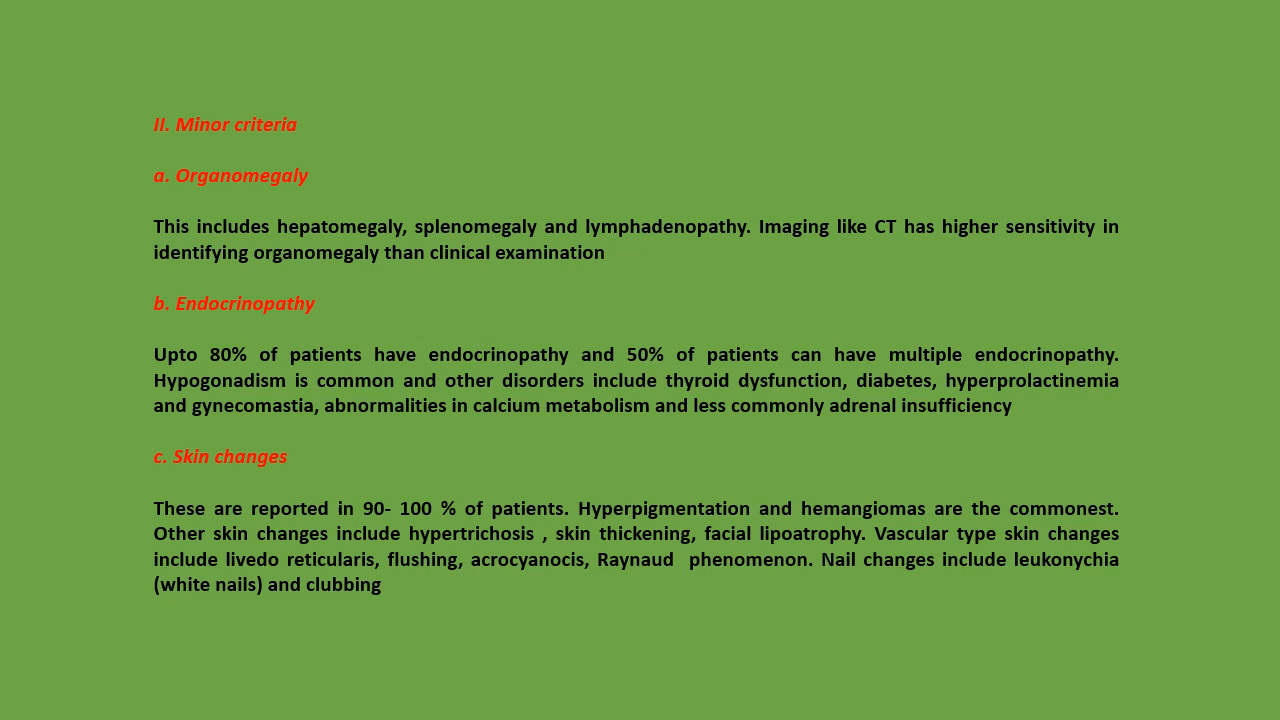 II. Minor criteria
a. Organomegaly
This includes hepatomegaly, splenomegaly and lymphadenopathy. Imaging like CT has higher sensitivity in
identifying organomegaly than clinical examination
b. Endocrinopathy
Upto 80% of patients have endocrinopathy and 50% of patients can have multiple endocrinopathy.
Hypogonadism is common and other disorders include thyroid dysfunction, diabetes, hyperprolactinemia
and gynecomastia, abnormalities in calcium metabolism and less commonly adrenal insufficiency
c. Skin changes
These are reported in 90- 100 % of patients. Hyperpigmentation and hemangiomas are the commonest.
Other skin changes include hypertrichosis , skin thickening, facial lipoatrophy. Vascular type skin changes
include livedo reticularis, flushing, acrocyanocis, Raynaud  phenomenon. Nail changes include leukonychia
(white nails) and clubbing